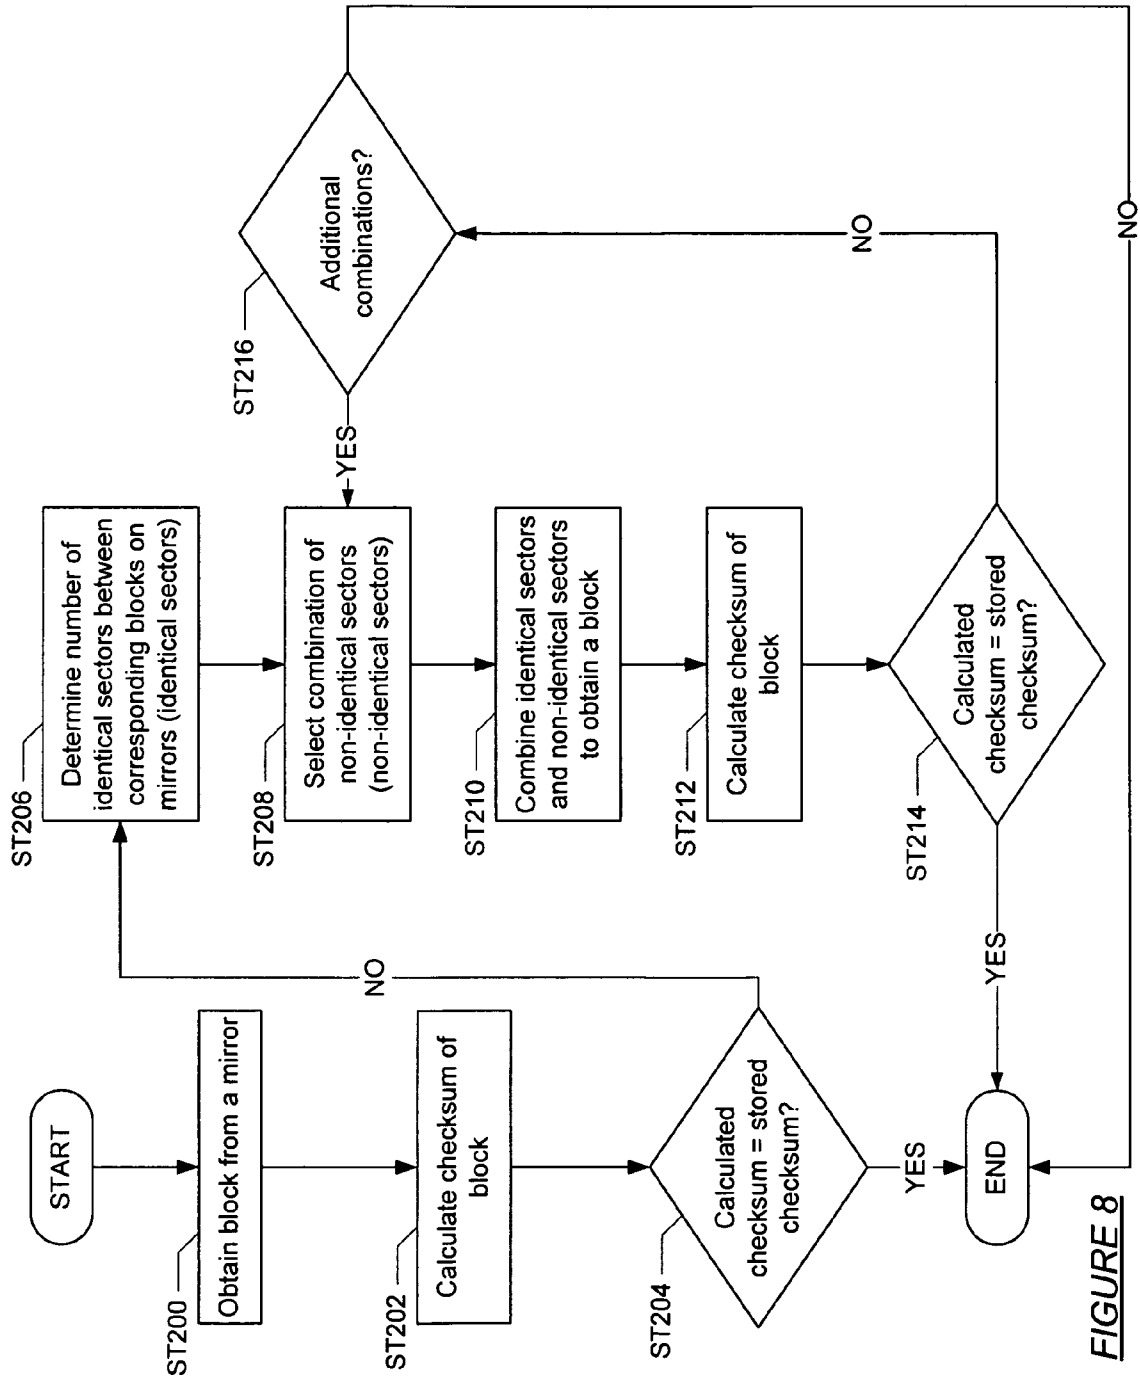 START
ST200
Obtain block from a mirror
ST202
Calculate checksum of
block
ST204
Calculated
checksum = stored
checksum?
NO
YES
END
ST206
Determine number of
identical sectors between
corresponding blocks on
mirrors (identical sectors)
ST208
Select combination of
non-identical sectors
(non-identical sectors)
ST210
Combine identical sectors
and non-identical sectors
to obtain a block
ST212
Calculate checksum of
block
ST214
Calculated
checksum = stored
checksum?
YES
NO
ST216
Additional
combinations?
YES
NO
FIGURE 8